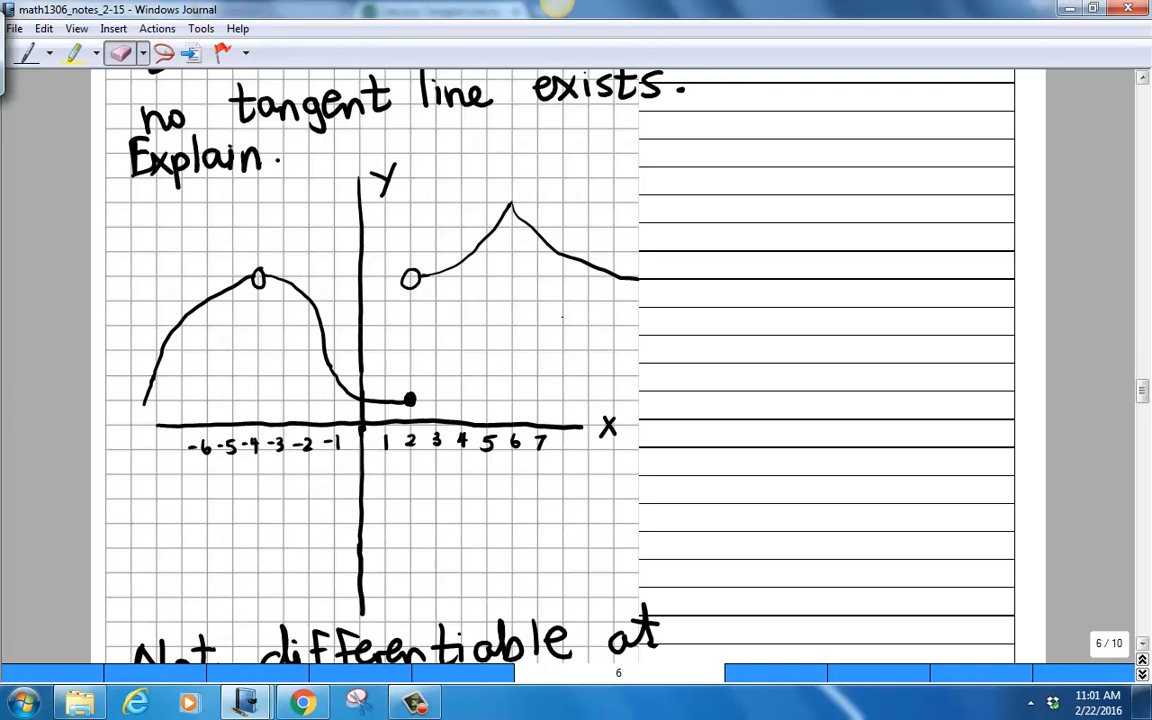 math1306_notes_2-15 - Windows Journal
File Edit View Insert Actions Tools Help
no tangent line exists.
Explain.
Y
X
-6 -5 -4 -3 -2 -1 1 2 3 4 5 6 7
Not differentiable at
6 / 10
6
11:01 AM
2/22/2016